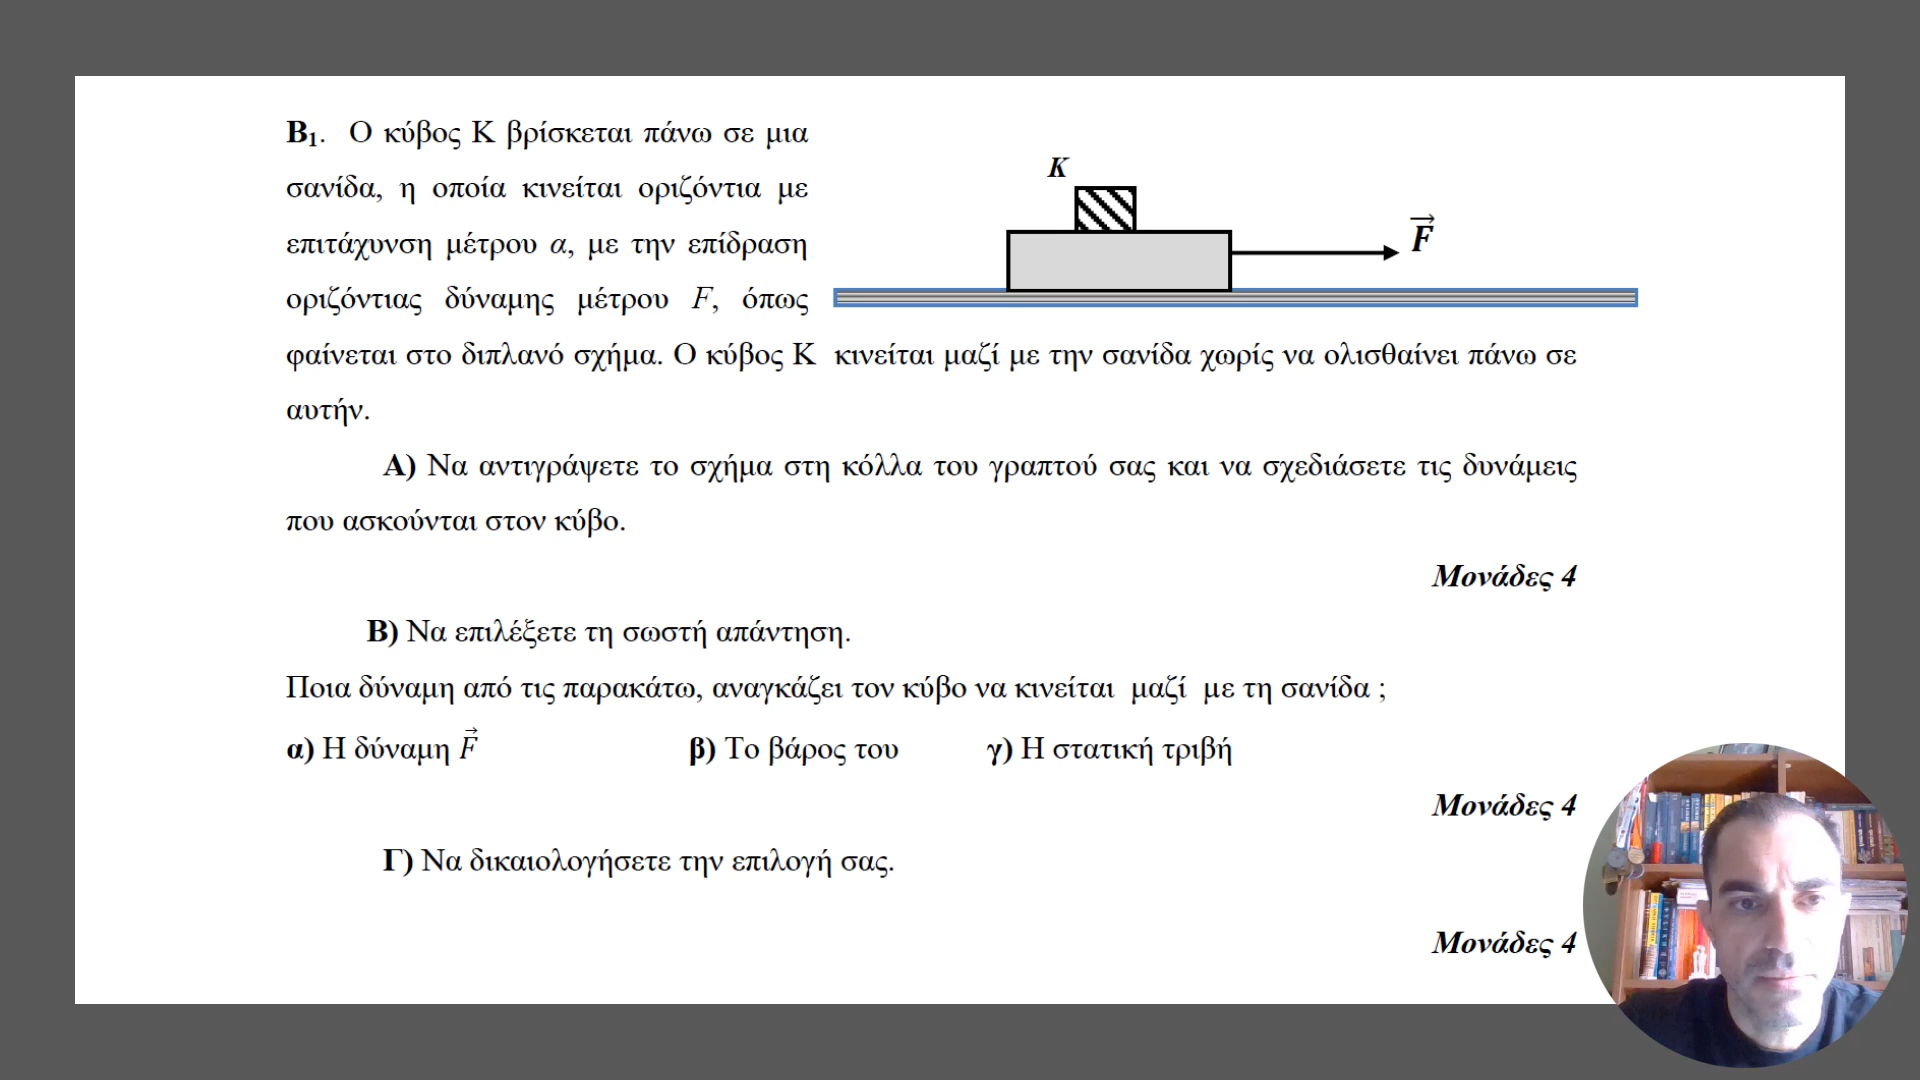 B₁. Ο κύβος Κ βρίσκεται πάνω σε μια
σανίδα, η οποία κινείται οριζόντια με
επιτάχυνση μέτρου α, με την επίδραση
οριζόντιας δύναμης μέτρου F, όπως
K
F⃗
φαίνεται στο διπλανό σχήμα. Ο κύβος Κ κινείται μαζί με την σανίδα χωρίς να ολισθαίνει πάνω σε
αυτήν.
Α) Να αντιγράψετε το σχήμα στη κόλλα του γραπτού σας και να σχεδιάσετε τις δυνάμεις
που ασκούνται στον κύβο.
Μονάδες 4
Β) Να επιλέξετε τη σωστή απάντηση.
Ποια δύναμη από τις παρακάτω, αναγκάζει τον κύβο να κινείται μαζί με τη σανίδα ;
α) Η δύναμη F⃗ β) Το βάρος του γ) Η στατική τριβή
Μονάδες 4
Γ) Να δικαιολογήσετε την επιλογή σας.
Μονάδες 4